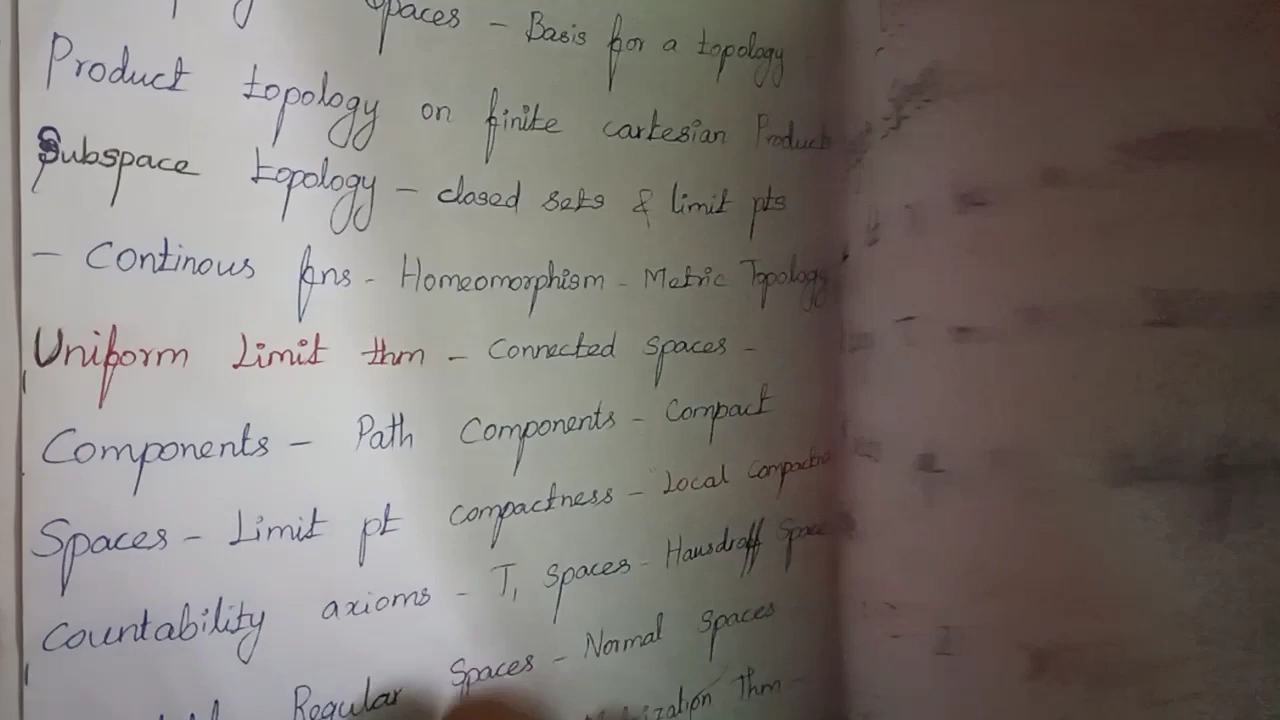 Spaces - Basis for a topology
Product topology on finite cartesian Product
Subspace topology - closed sets & limit pts
- Continous fns - Homeomorphism - Metric Topology
Uniform Limit thm - Connected spaces -
Components - Path Components - Compact
Spaces - Limit pt compactness - Local compactne
Countability axioms - T1 spaces - Hausdroff Space
Regular Spaces - Normal Spaces
Thm -